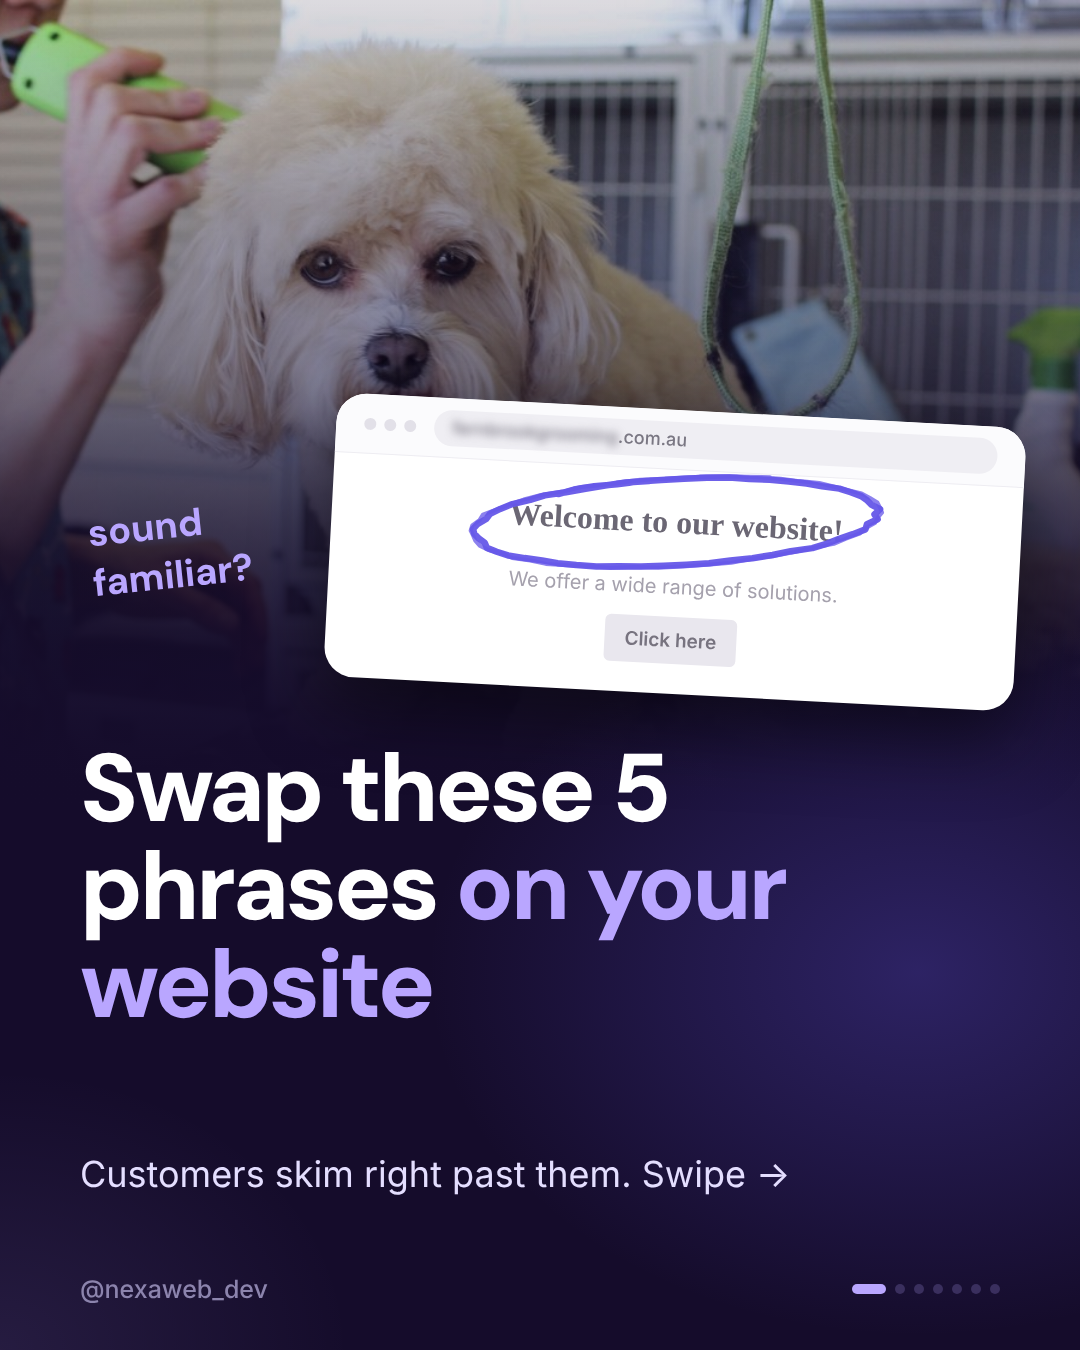 .com.au
Welcome to our website!
We offer a wide range of solutions.
Click here
sound
familiar?
Swap these 5
phrases on your
website
Customers skim right past them. Swipe →
@nexaweb_dev